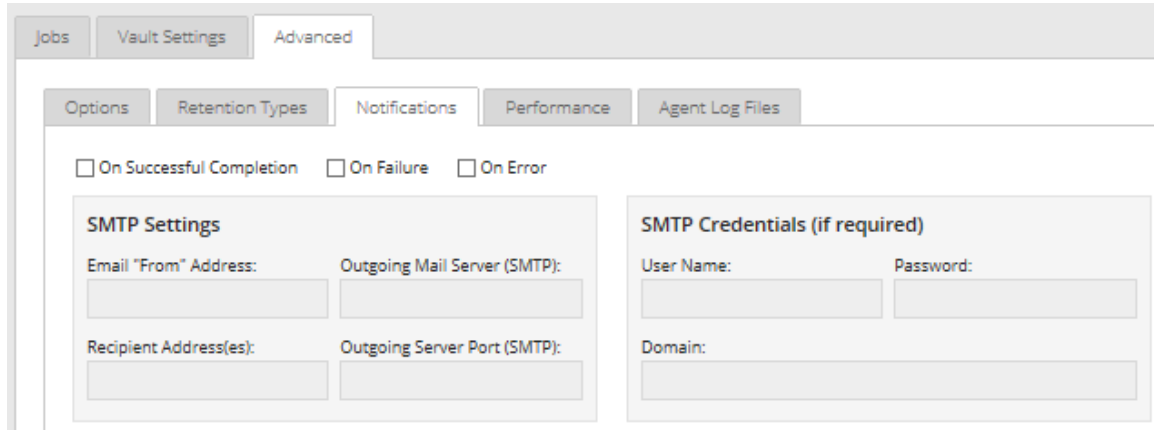 Jobs Vault Settings Advanced
Options Retention Types Notifications Performance Agent Log Files
On Successful Completion On Failure On Error
SMTP Settings
Email "From" Address: Outgoing Mail Server (SMTP):
Recipient Address(es): Outgoing Server Port (SMTP):
SMTP Credentials (if required)
User Name: Password:
Domain: